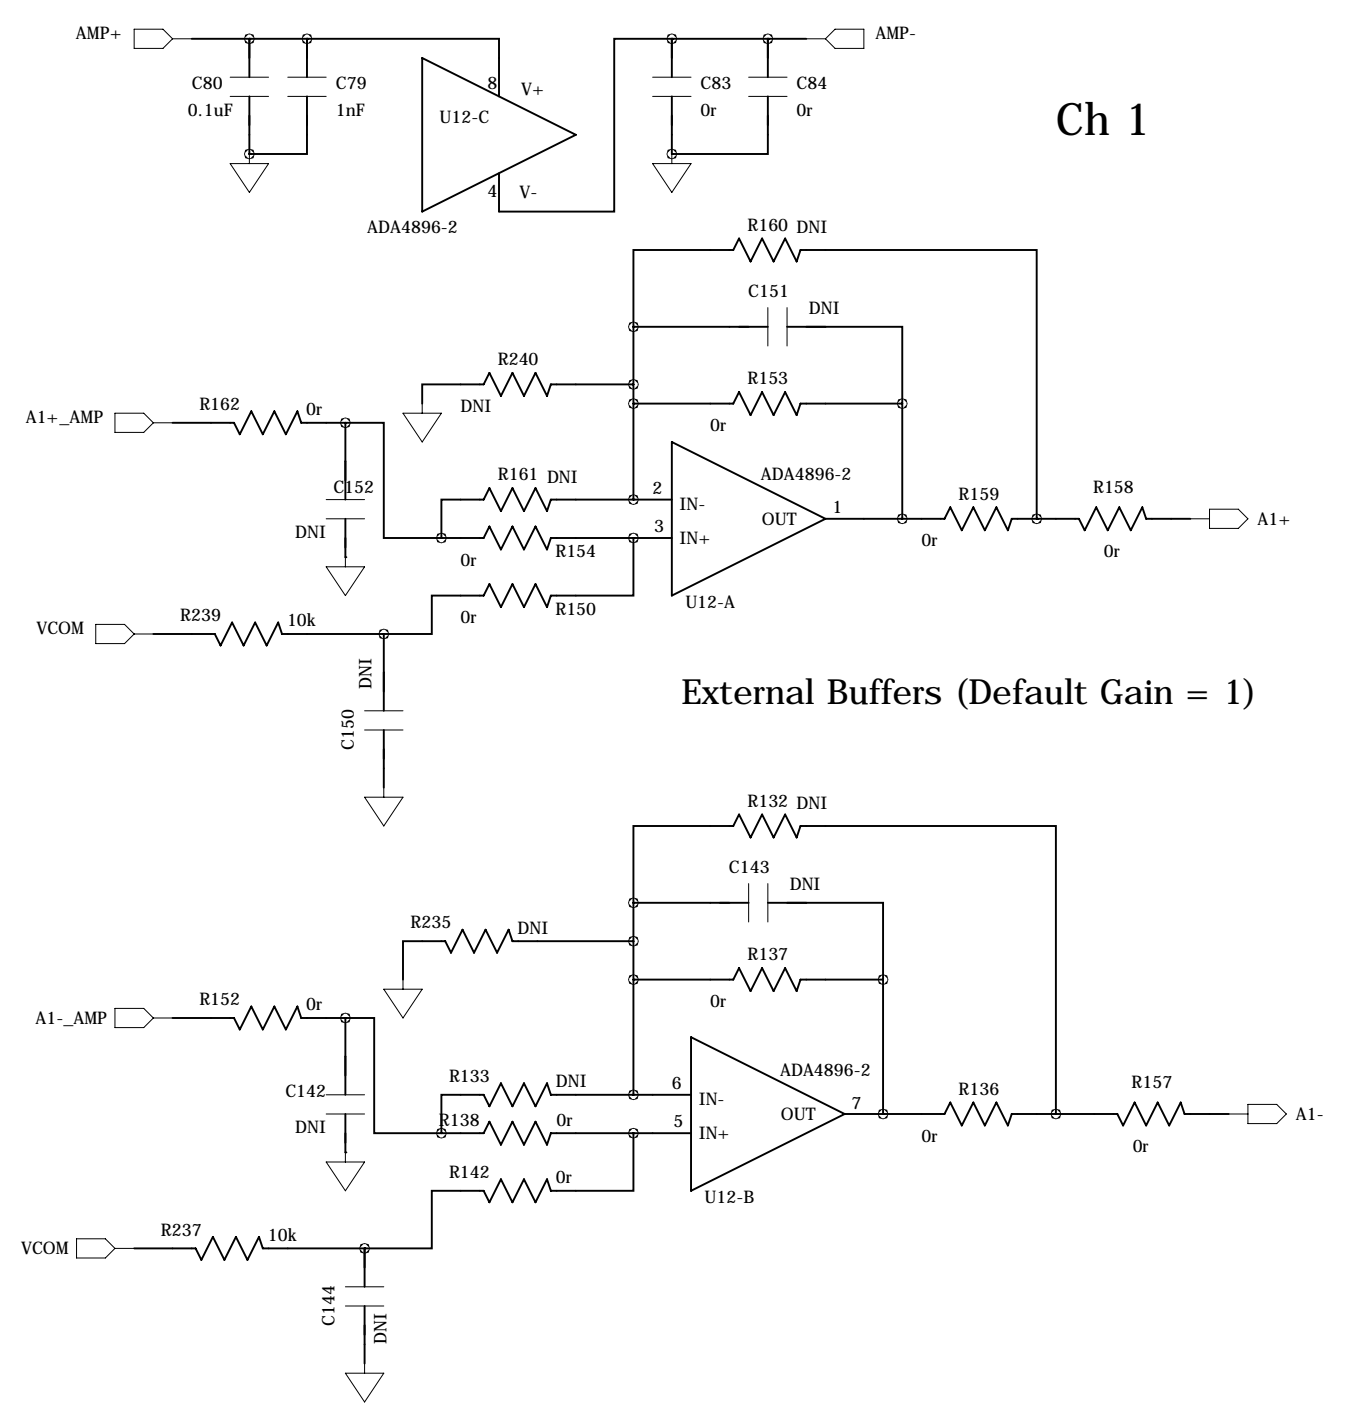 AMP+
AMP-
C80
0.1uF
C79
1nF
8
V+
U12-C
4
V-
ADA4896-2
C83
0r
C84
0r
Ch 1
R160 DNI
C151
DNI
R240
DNI
R153
0r
A1+_AMP
R162
0r
C152
DNI
R161 DNI
2
IN-
ADA4896-2
OUT
1
3
IN+
0r
R154
U12-A
R159
0r
R158
0r
A1+
VCOM
R239
10k
0r
R150
DNI
C150
External Buffers (Default Gain = 1)
R132 DNI
C143
DNI
R235
DNI
R137
0r
A1-_AMP
R152
0r
C142
DNI
R133
DNI
6
IN-
ADA4896-2
OUT
7
R138
0r
5
IN+
U12-B
R136
0r
R157
0r
A1-
R142
0r
VCOM
R237
10k
C144
DNI